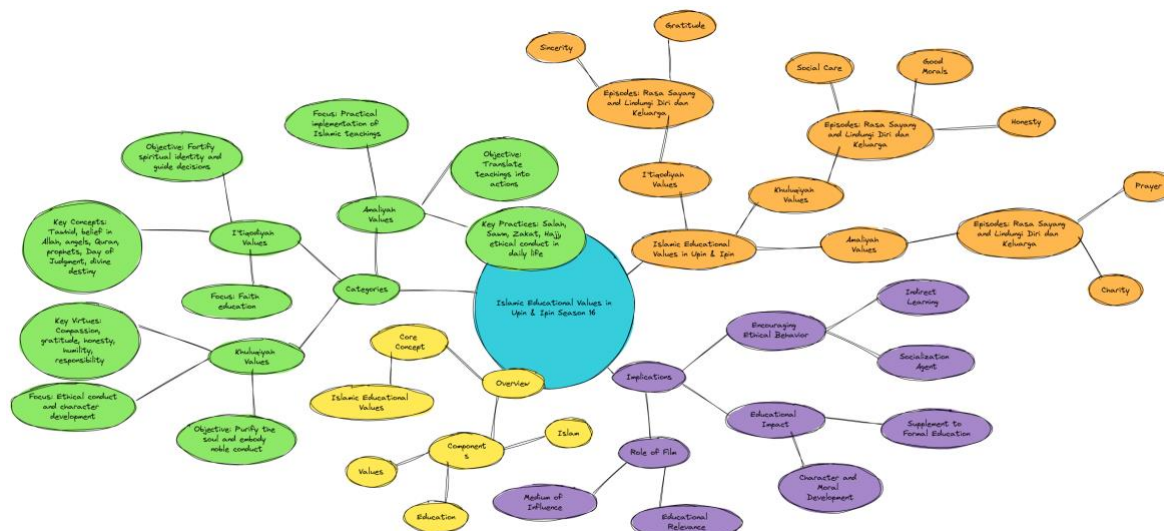 Islamic Educational Values in
Upin & Ipin Season 16
Categories
Amaliyah
Values
Focus: Practical
implementation of
Islamic teachings
Objective:
Translate
teachings into
actions
Key Practices: Salah,
Sawm, Zakat, Hajj,
ethical conduct in
daily life
I'tiqodiyah
Values
Objective: Fortify
spiritual identity and
guide decisions
Key Concepts:
Tawhid, belief in
Allah, angels, Quran,
prophets, Day of
Judgment, divine
destiny
Focus: Faith
education
Khuluqiyah
Values
Key Virtues:
Compassion,
gratitude, honesty,
humility,
responsibility
Focus: Ethical conduct
and character
development
Objective: Purify the
soul and embody
noble conduct
Overview
Core
Concept
Islamic Educational
Values
Component
s
Islam
Values
Education
Islamic Educational
Values in Upin & Ipin
I'tiqodiyah
Values
Episodes: Rasa Sayang
and Lindungi Diri dan
Keluarga
Sincerity
Gratitude
Khuluqiyah
Values
Episodes: Rasa Sayang
and Lindungi Diri dan
Keluarga
Social Care
Good
Morals
Honesty
Amaliyah
Values
Episodes: Rasa Sayang
and Lindungi Diri dan
Keluarga
Prayer
Charity
Implications
Encouraging
Ethical Behavior
Indirect
Learning
Socialization
Agent
Educational
Impact
Supplement to
Formal Education
Character and
Moral
Development
Role of Film
Medium of
Influence
Educational
Relevance